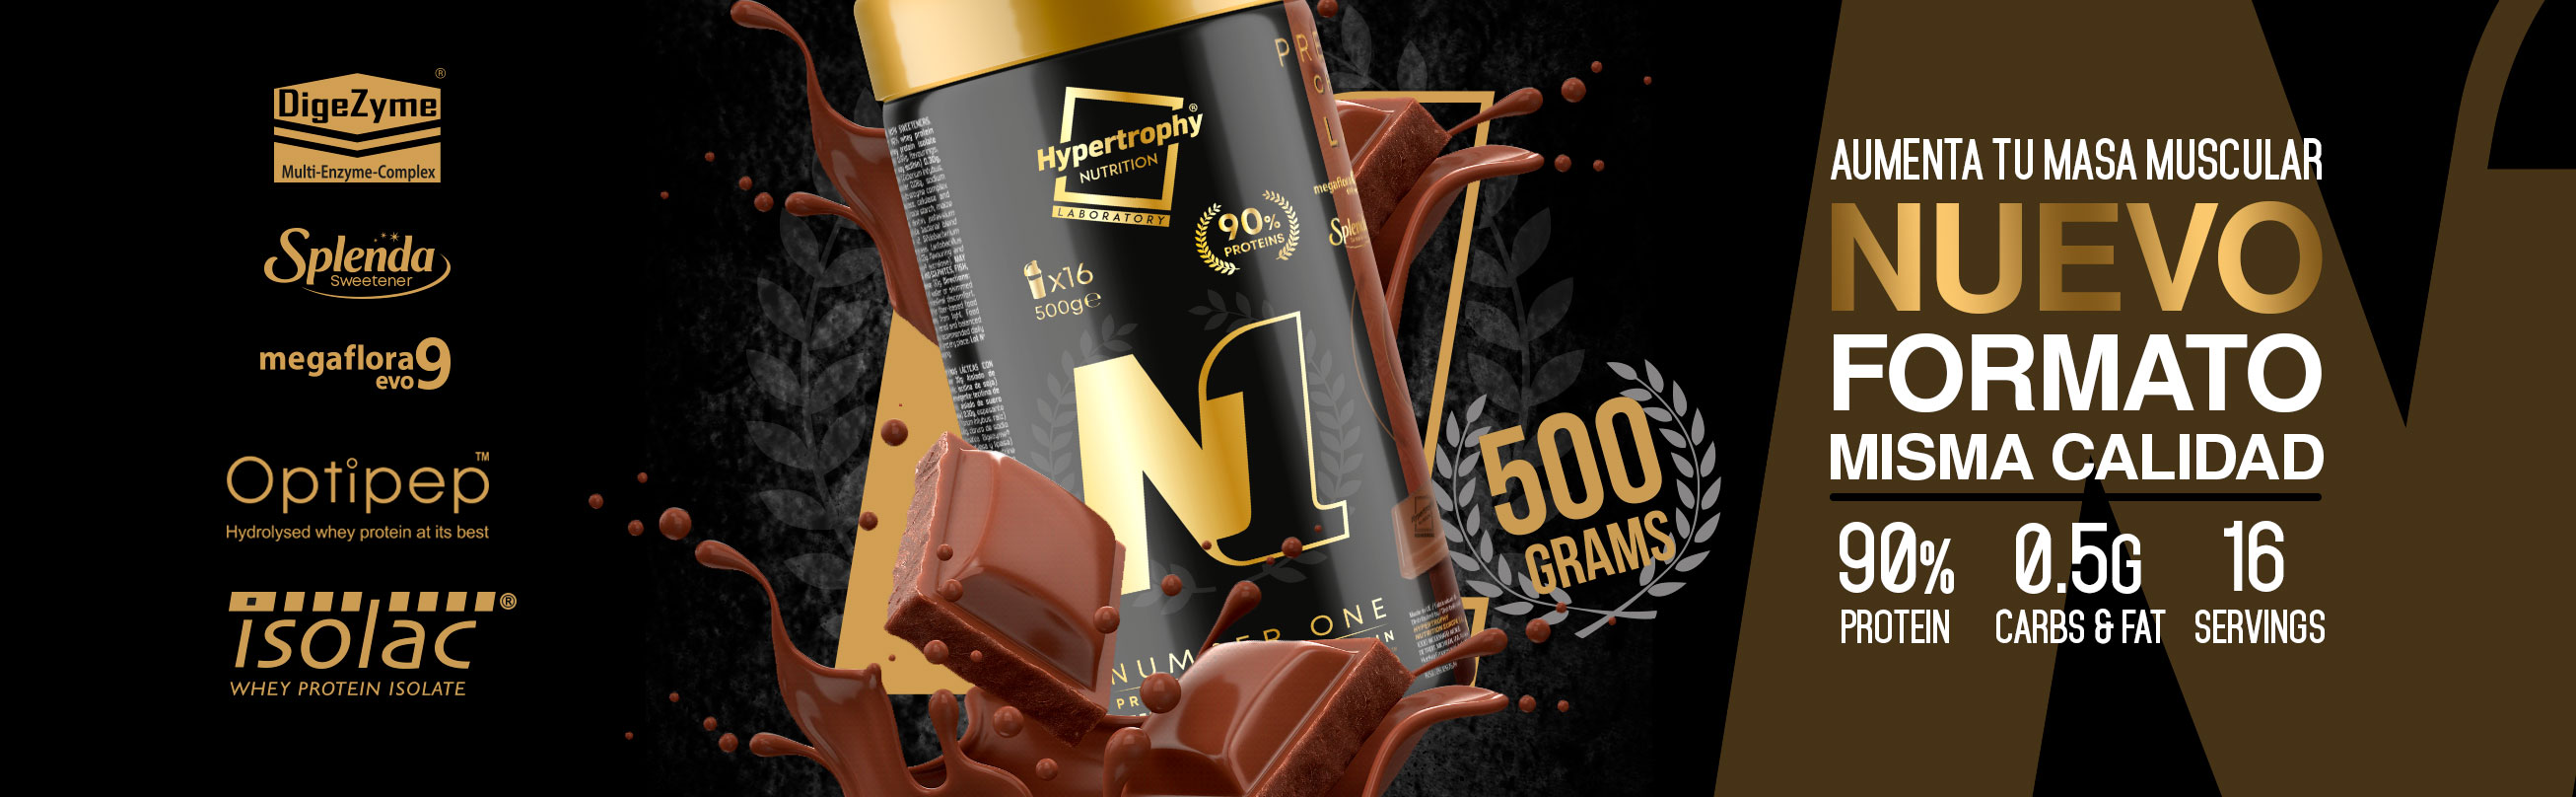 DigeZyme®
Multi-Enzyme-Complex
Splenda
Sweetener
megaflora9
evo
Optipep™
Hydrolysed whey protein at its best
isolac®
WHEY PROTEIN ISOLATE
Hypertrophy®
NUTRITION
LABORATORY
90%
PROTEINS
x16
500g℮
N1
ONE
500
GRAMS
AUMENTA TU MASA MUSCULAR
NUEVO
FORMATO
MISMA CALIDAD
90% 0.5G 16
PROTEIN CARBS & FAT SERVINGS